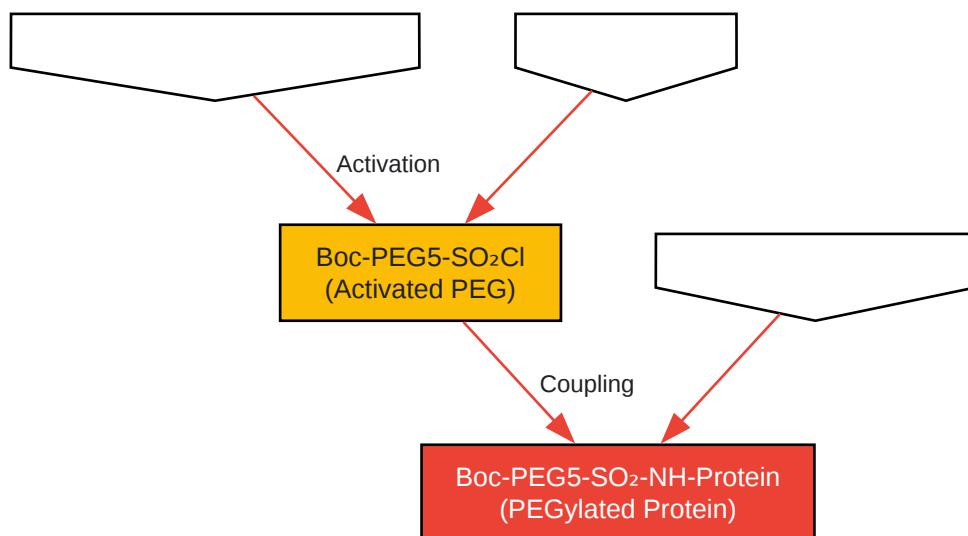 Activation
Boc-PEG5-SO₂Cl
(Activated PEG)
Coupling
Boc-PEG5-SO₂-NH-Protein
(PEGylated Protein)